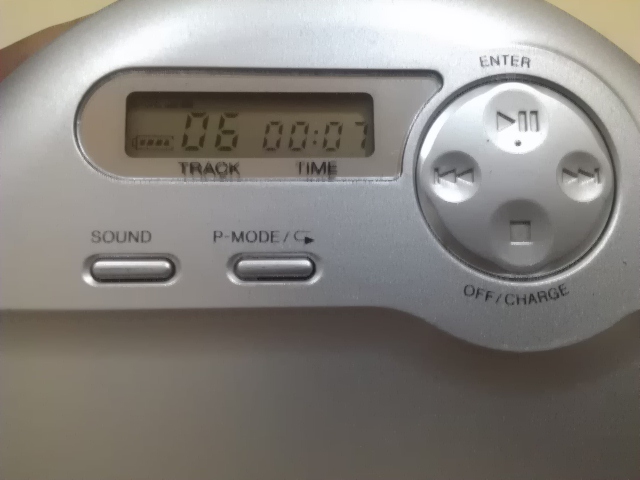 ENTER
06 00:07
TRACK TIME
SOUND P-MODE/
OFF/CHARGE